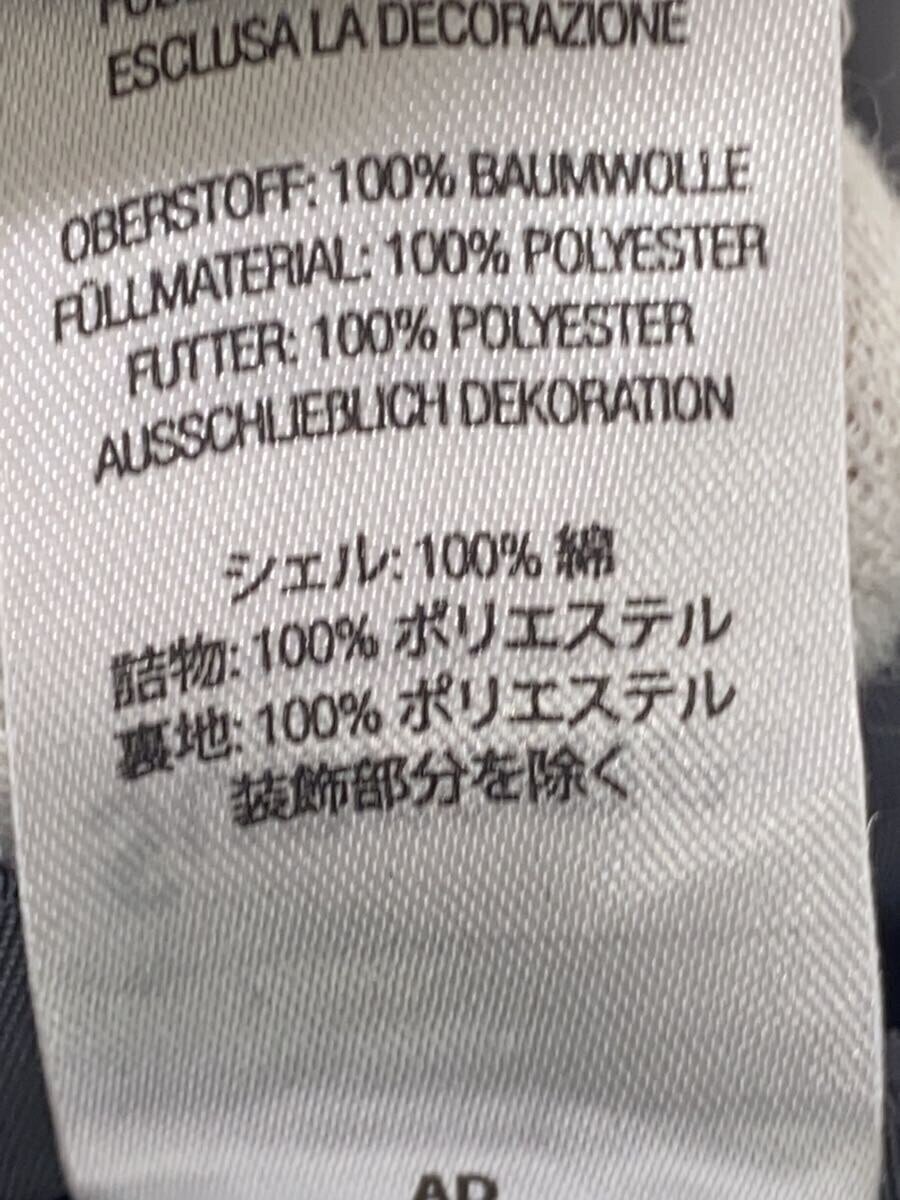 ESCLUSA LA DECORAZIONE
OBERSTOFF: 100% BAUMWOLLE
FÜLLMATERIAL: 100% POLYESTER
FUTTER: 100% POLYESTER
AUSSCHLIEBLICH DEKORATION
シェル: 100% 綿
詰物: 100% ポリエステル
裏地: 100% ポリエステル
装飾部分を除く
AD